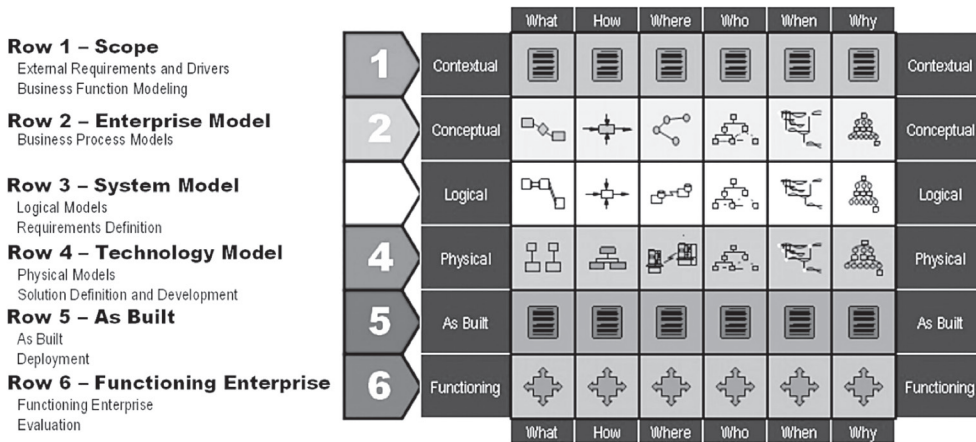 What How Where Who When Why
Row 1 – Scope
External Requirements and Drivers
Business Function Modeling
1 Contextual Contextual
Row 2 – Enterprise Model
Business Process Models
2 Conceptual Conceptual
Row 3 – System Model
Logical Models
Requirements Definition
Logical Logical
Row 4 – Technology Model
Physical Models
Solution Definition and Development
4 Physical Physical
Row 5 – As Built
As Built
Deployment
5 As Built As Built
Row 6 – Functioning Enterprise
Functioning Enterprise
Evaluation
6 Functioning Functioning
What How Where Who When Why